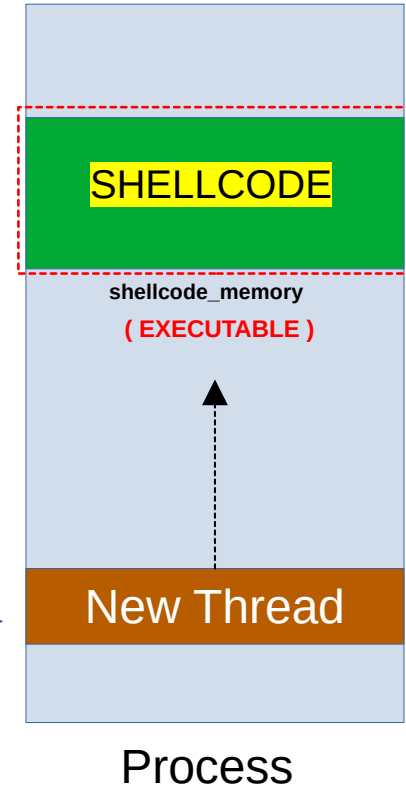 SHELLCODE
shellcode_memory
( EXECUTABLE )
New Thread
Process